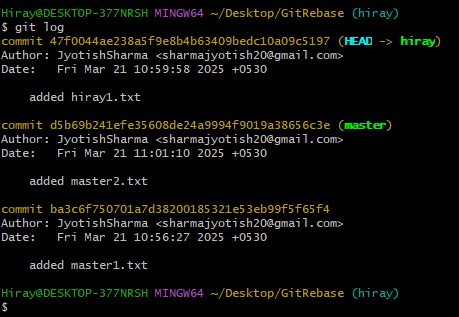 Hiray@DESKTOP-377NRSH MINGW64 ~/Desktop/GitRebase (hiray)
$ git log
commit 47f0044ae238a5f9e8b4b63409bedc10a09c5197 (HEAD -> hiray)
Author: JyotishSharma <sharmajyotish20@gmail.com>
Date:   Fri Mar 21 10:59:58 2025 +0530

    added hiray1.txt

commit d5b69b241efe35608de24a9994f9019a38656c3e (master)
Author: JyotishSharma <sharmajyotish20@gmail.com>
Date:   Fri Mar 21 11:01:10 2025 +0530

    added master2.txt

commit ba3c6f750701a7d38200185321e53eb99f5f65f4
Author: JyotishSharma <sharmajyotish20@gmail.com>
Date:   Fri Mar 21 10:56:27 2025 +0530

    added master1.txt

Hiray@DESKTOP-377NRSH MINGW64 ~/Desktop/GitRebase (hiray)
$